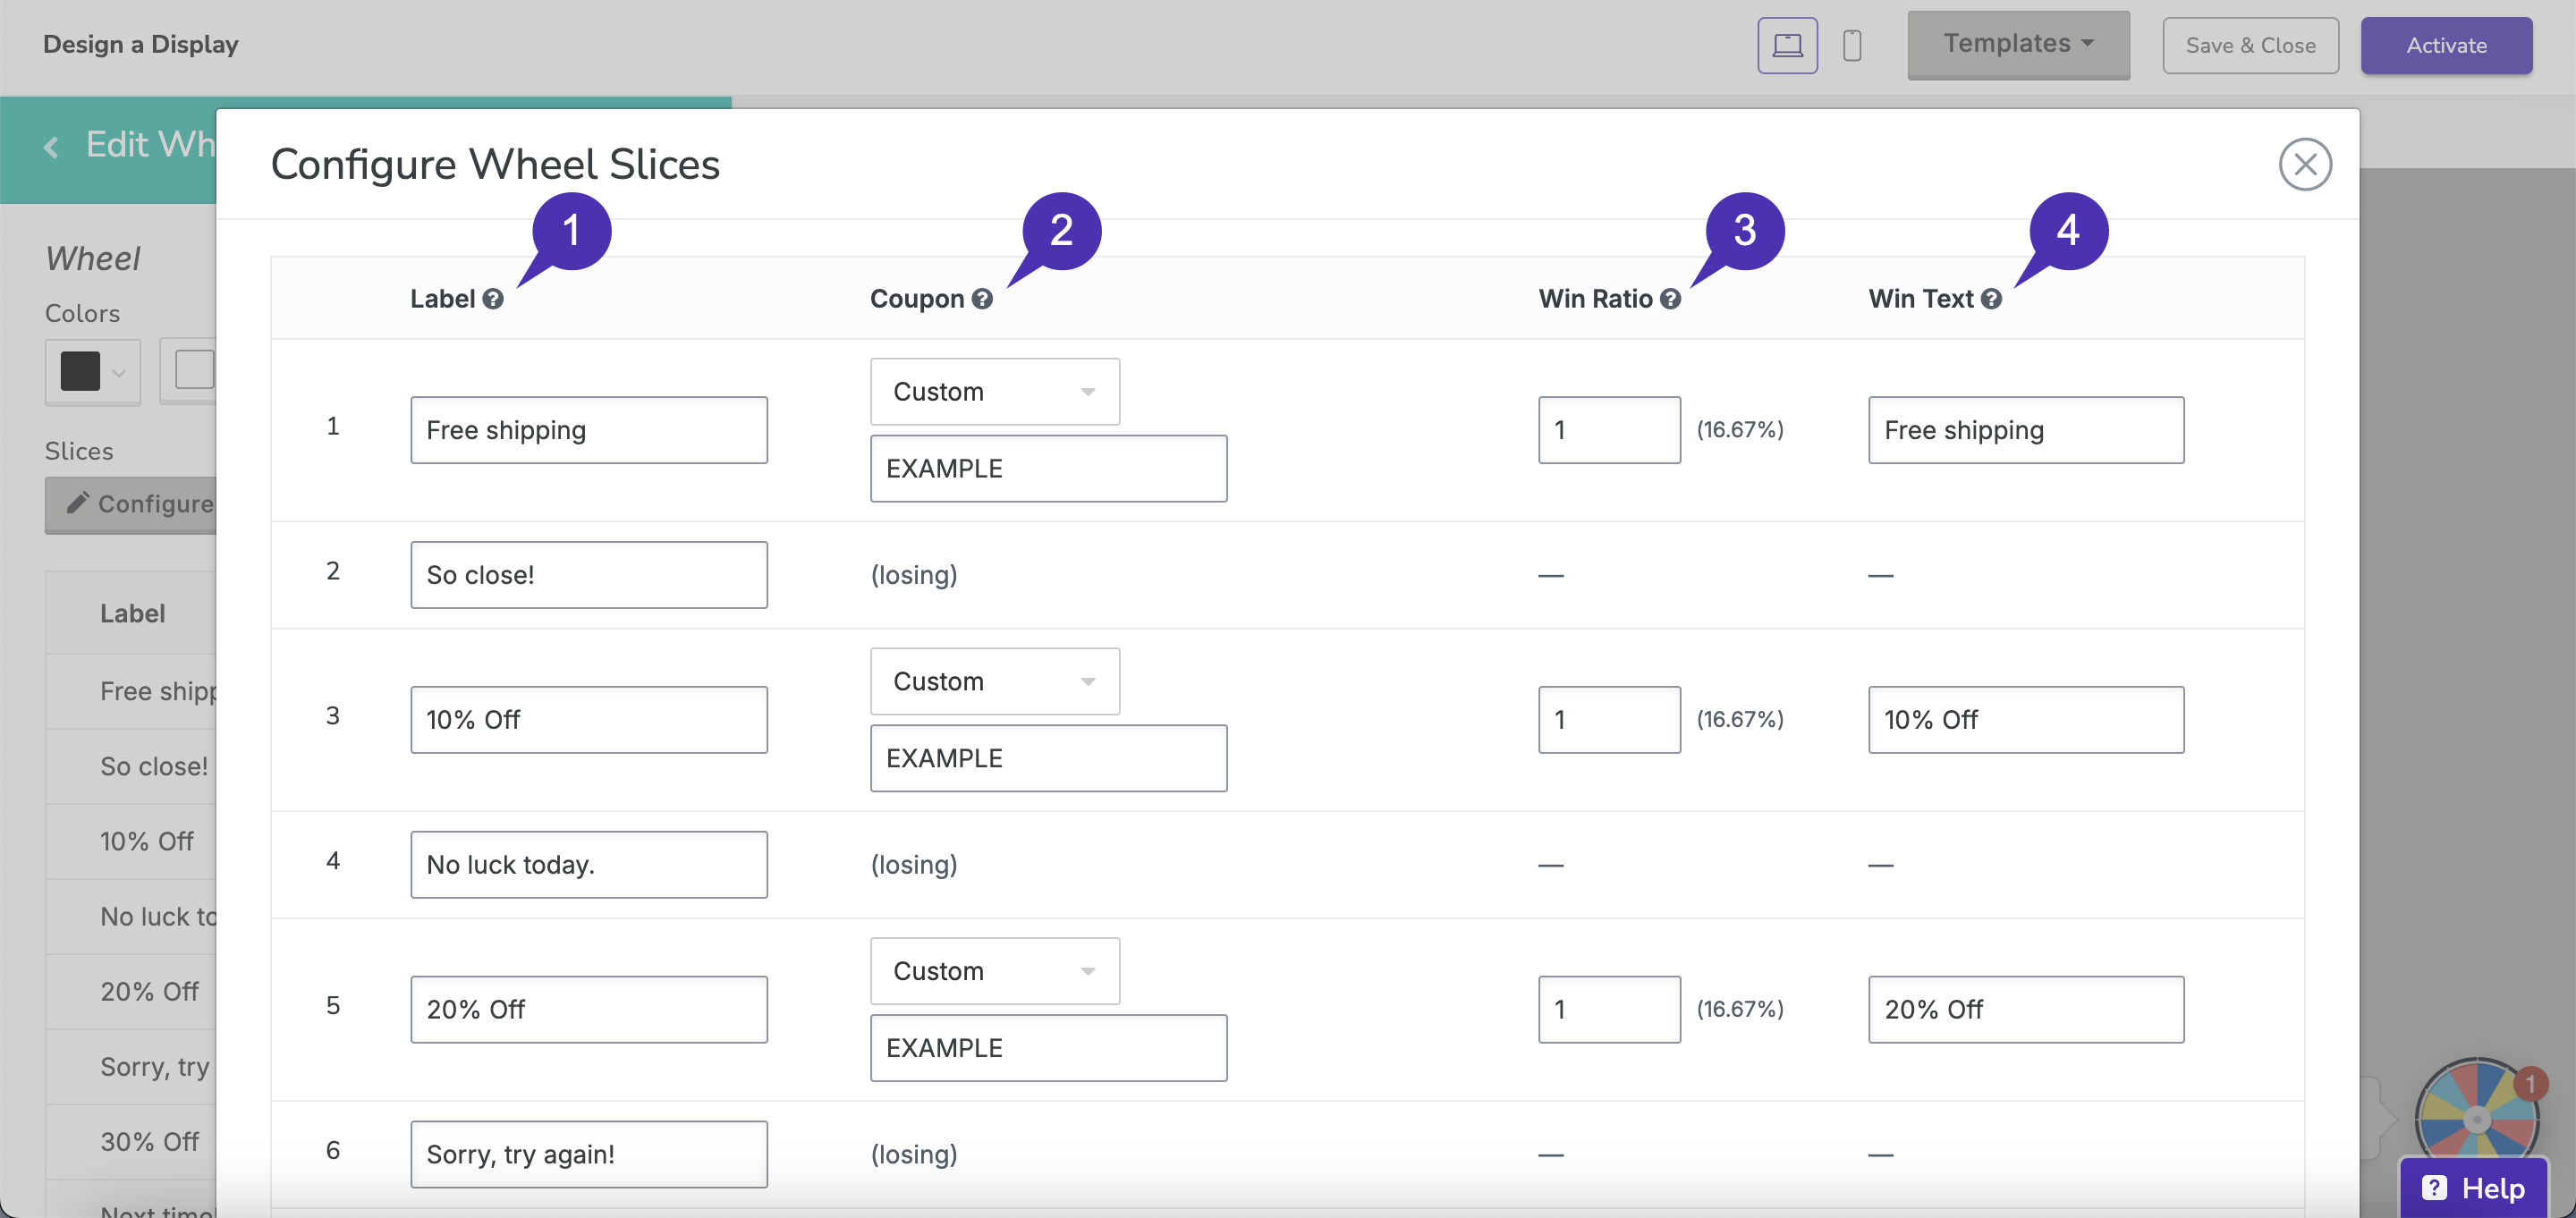 Design a Display
Templates
Save & Close
Activate
Edit Wh
Configure Wheel Slices
1
2
3
4
Wheel
Colors
Slices
Configure
Label
Free shipp
So close!
10% Off
No luck to
20% Off
Sorry, try
30% Off
Next time!
Label ?
Coupon ?
Win Ratio ?
Win Text ?
1
Free shipping
Custom
EXAMPLE
1
(16.67%)
Free shipping
2
So close!
(losing)
—
—
3
10% Off
Custom
EXAMPLE
1
(16.67%)
10% Off
4
No luck today.
(losing)
—
—
5
20% Off
Custom
EXAMPLE
1
(16.67%)
20% Off
6
Sorry, try again!
(losing)
—
—
1
? Help